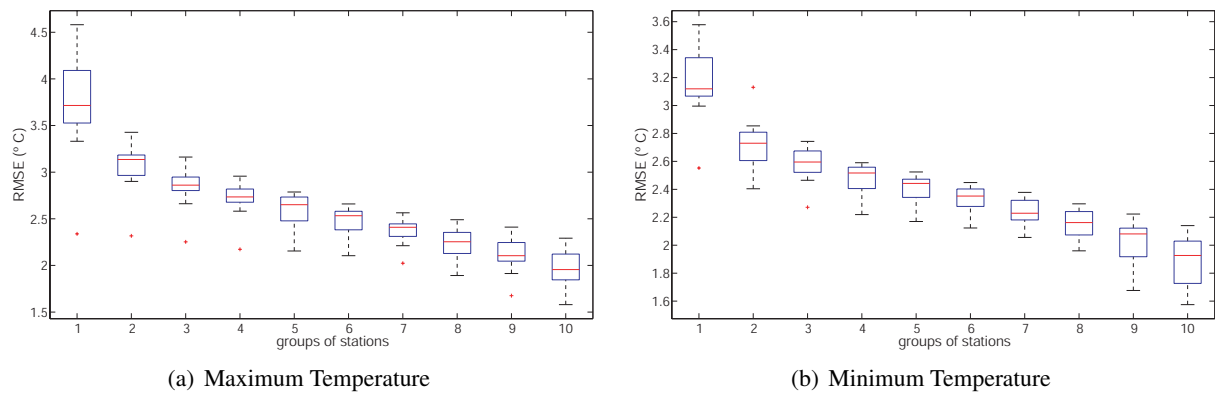 4.5
4
3.5
3
2.5
2
1.5
RMSE (º C)
1 2 3 4 5 6 7 8 9 10
groups of stations
(a) Maximum Temperature
3.6
3.4
3.2
3
2.8
2.6
2.4
2.2
2
1.8
1.6
RMSE (º C)
1 2 3 4 5 6 7 8 9 10
groups of stations
(b) Minimum Temperature